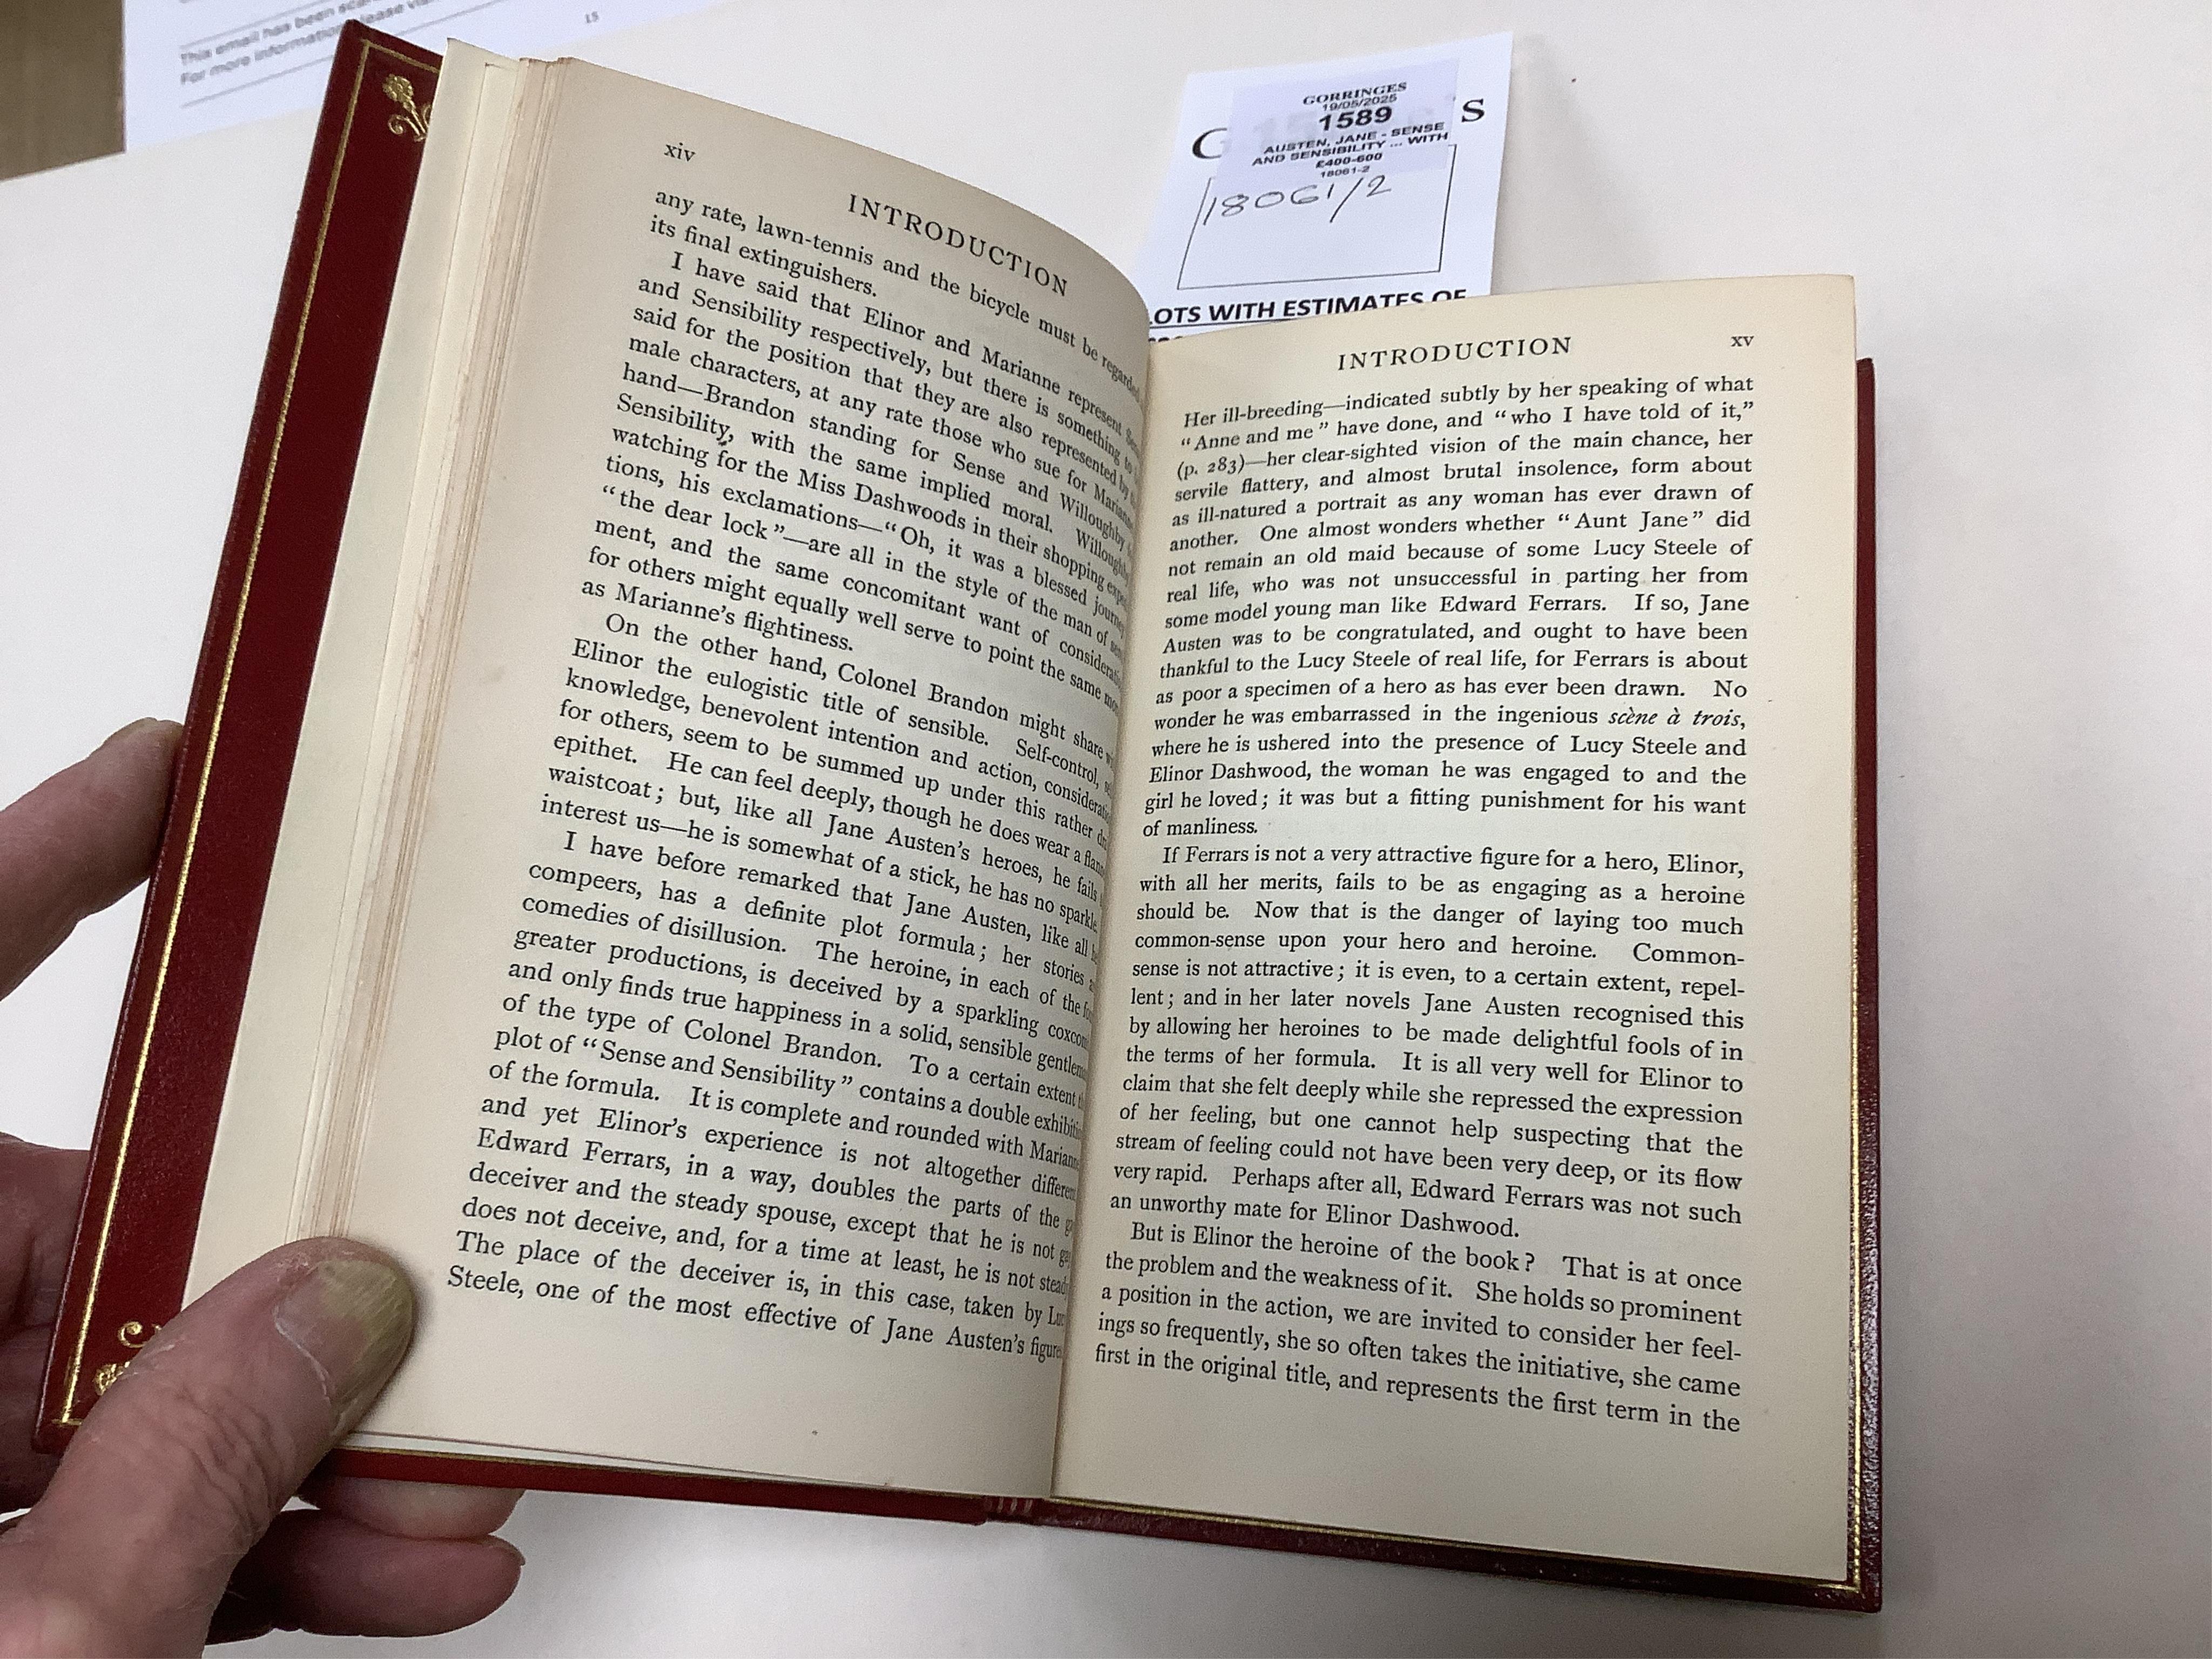 This email has been
For more information please
15
GORRINGES
19/05/2025
1589
AUSTEN, JANE - SENSE
AND SENSIBILITY ... WITH
£400-600
18061-2
G S
18061/2
LOTS WITH ESTIMATES OF
xiv
INTRODUCTION
any rate, lawn-tennis and the bicycle must be regarded
its final extinguishers.
I have said that Elinor and Marianne represent
and Sensibility respectively, but there is something to
said for the position that they are also represented by
male characters, at any rate those who sue for
hand—Brandon standing for Sense and Willoughby
Sensibility, with the same implied moral.
watching for the Miss Dashwoods in their shopping
tions, his exclamations—“Oh, it was a blessed journey
“the dear lock”—are all in the style of the man of
ment, and the same concomitant want of
for others might equally well serve to point the same
as Marianne’s flightiness.
On the other hand, Colonel Brandon might share
Elinor the eulogistic title of sensible. Self-control,
knowledge, benevolent intention and action,
for others, seem to be summed up under this rather
epithet. He can feel deeply, though he does wear a
waistcoat; but, like all Jane Austen’s heroes, he fails
interest us—he is somewhat of a stick, he has no sparkle
I have before remarked that Jane Austen, like all
compeers, has a definite plot formula; her stories
comedies of disillusion. The heroine, in each of the
greater productions, is deceived by a sparkling
and only finds true happiness in a solid, sensible
of the type of Colonel Brandon. To a certain extent
plot of “Sense and Sensibility” contains a double
of the formula. It is complete and rounded with
and yet Elinor’s experience is not altogether
Edward Ferrars, in a way, doubles the parts of the
deceiver and the steady spouse, except that he is not
does not deceive, and, for a time at least, he is not
The place of the deceiver is, in this case, taken by
Steele, one of the most effective of Jane Austen’s
INTRODUCTION
xv
Her ill-breeding—indicated subtly by her speaking of what
“Anne and me” have done, and “who I have told of it,”
(p. 283)—her clear-sighted vision of the main chance, her
servile flattery, and almost brutal insolence, form about
as ill-natured a portrait as any woman has ever drawn of
another. One almost wonders whether “Aunt Jane” did
not remain an old maid because of some Lucy Steele of
real life, who was not unsuccessful in parting her from
some model young man like Edward Ferrars. If so, Jane
Austen was to be congratulated, and ought to have been
thankful to the Lucy Steele of real life, for Ferrars is about
as poor a specimen of a hero as has ever been drawn. No
wonder he was embarrassed in the ingenious scène à trois,
where he is ushered into the presence of Lucy Steele and
Elinor Dashwood, the woman he was engaged to and the
girl he loved; it was but a fitting punishment for his want
of manliness.
If Ferrars is not a very attractive figure for a hero, Elinor,
with all her merits, fails to be as engaging as a heroine
should be. Now that is the danger of laying too much
common-sense upon your hero and heroine. Common-
sense is not attractive; it is even, to a certain extent, repel-
lent; and in her later novels Jane Austen recognised this
by allowing her heroines to be made delightful fools of in
the terms of her formula. It is all very well for Elinor to
claim that she felt deeply while she repressed the expression
of her feeling, but one cannot help suspecting that the
stream of feeling could not have been very deep, or its flow
very rapid. Perhaps after all, Edward Ferrars was not such
an unworthy mate for Elinor Dashwood.
But is Elinor the heroine of the book? That is at once
the problem and the weakness of it. She holds so prominent
a position in the action, we are invited to consider her feel-
ings so frequently, she so often takes the initiative, she came
first in the original title, and represents the first term in the